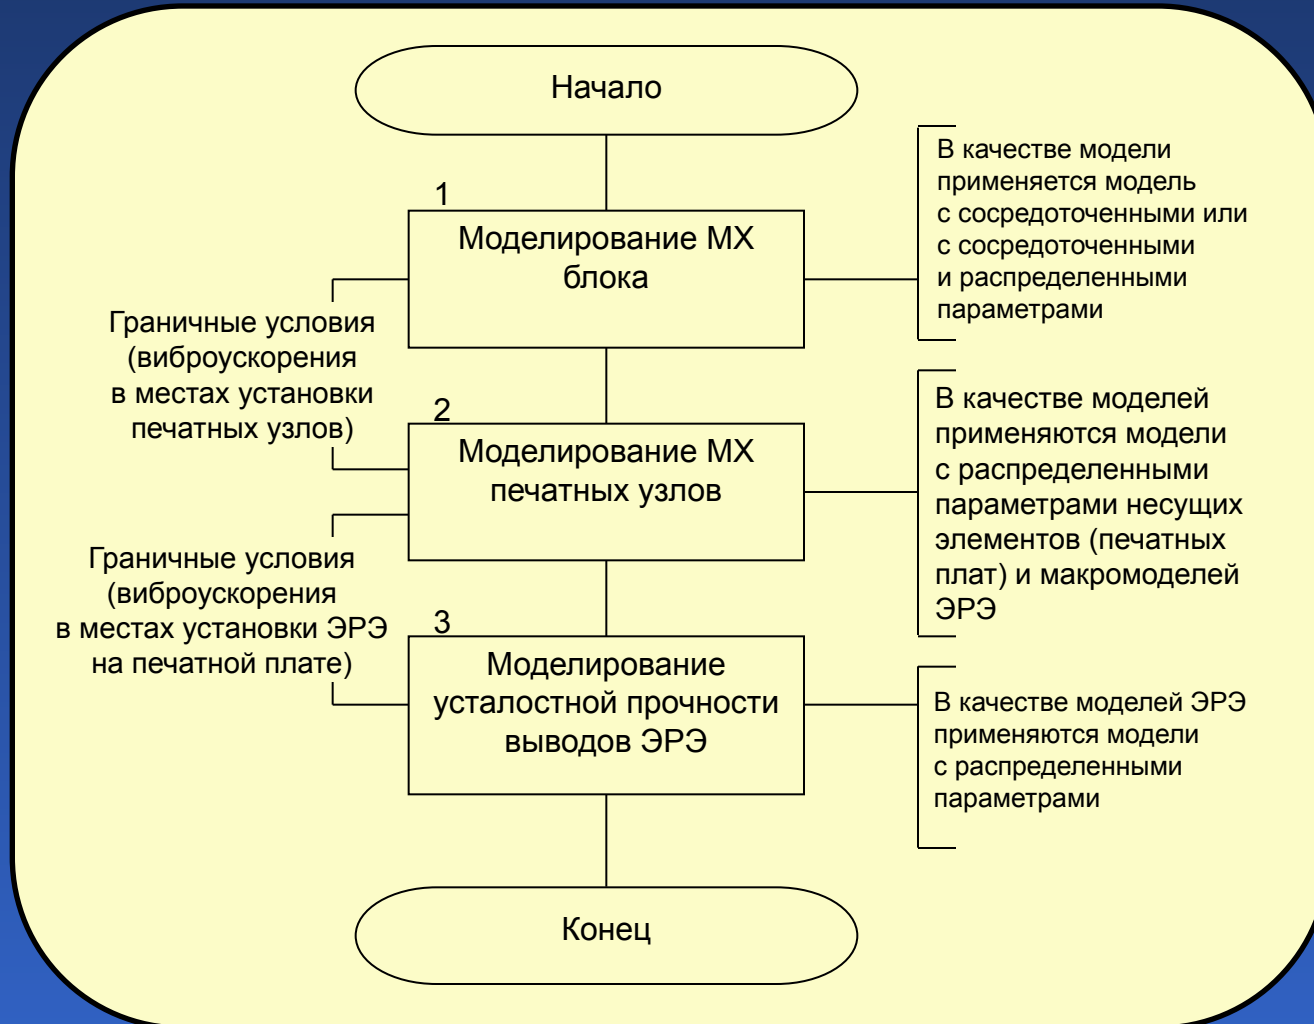 Начало
1
Моделирование МХ
блока
В качестве модели
применяется модель
с сосредоточенными или
с сосредоточенными
и распределенными
параметрами
Граничные условия
(виброускорения
в местах установки
печатных узлов)
2
Моделирование МХ
печатных узлов
В качестве моделей
применяются модели
с распределенными
параметрами несущих
элементов (печатных
плат) и макромоделей
ЭРЭ
Граничные условия
(виброускорения
в местах установки ЭРЭ
на печатной плате)
3
Моделирование
усталостной прочности
выводов ЭРЭ
В качестве моделей ЭРЭ
применяются модели
с распределенными
параметрами
Конец